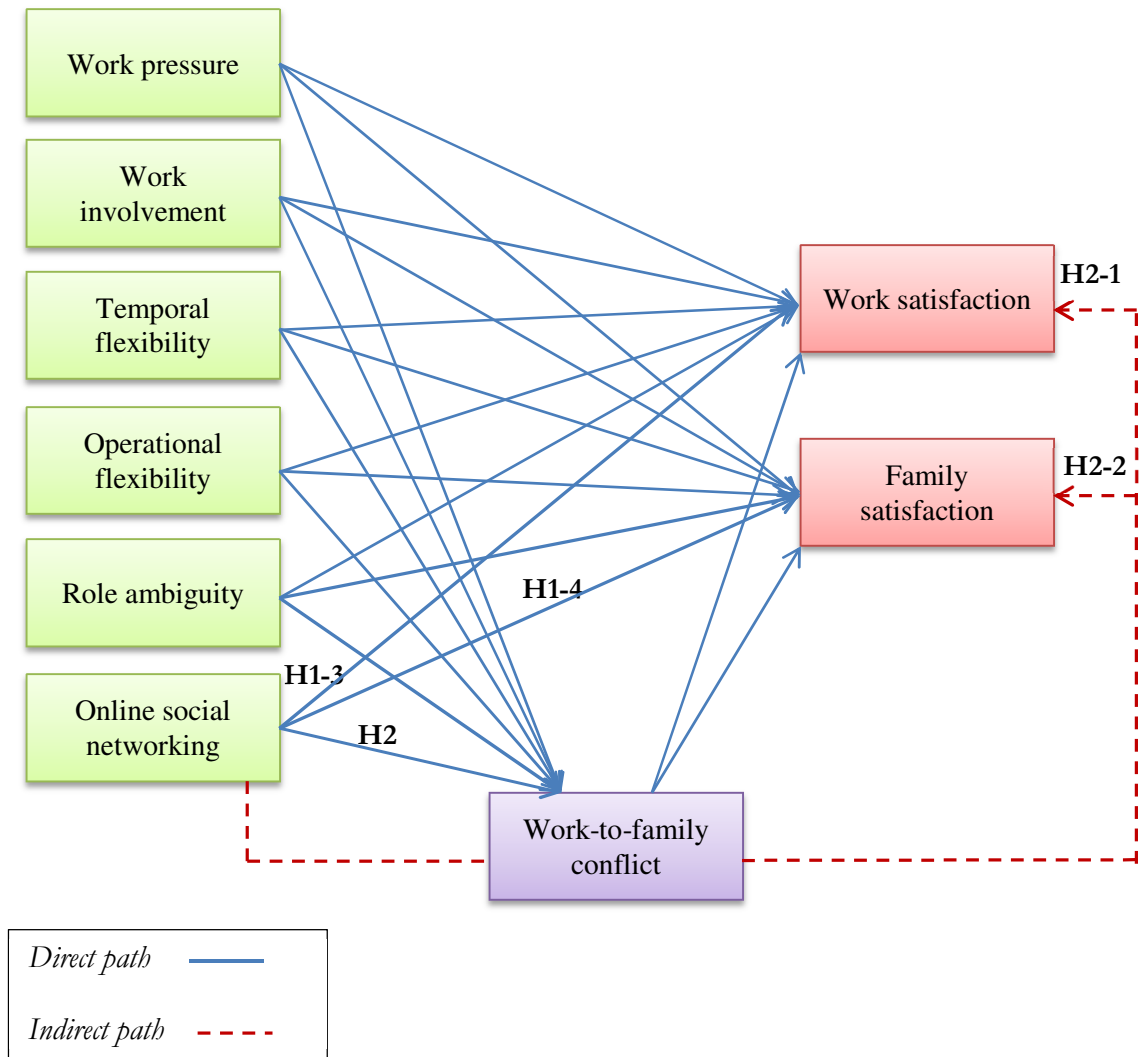 Work pressure
Work
involvement
Temporal
flexibility
Operational
flexibility
Role ambiguity
Online social
networking
H1-3
H2
H1-4
Work-to-family
conflict
Work satisfaction
H2-1
Family
satisfaction
H2-2
Direct path
Indirect path